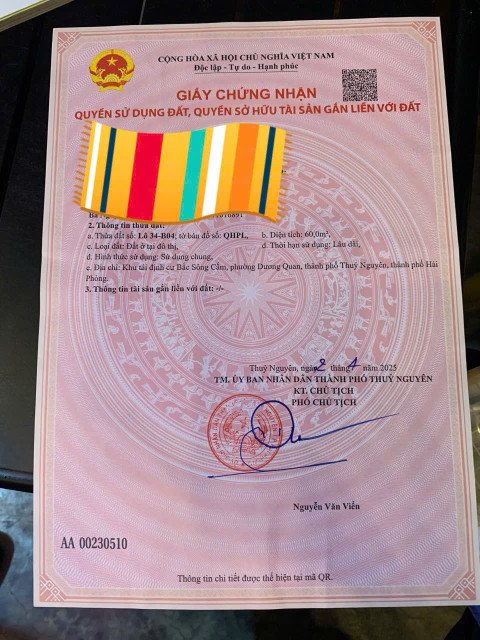 CỘNG HÒA XÃ HỘI CHỦ NGHĨA VIỆT NAM
Độc lập - Tự do - Hạnh phúc
GIẤY CHỨNG NHẬN
QUYỀN SỬ DỤNG ĐẤT, QUYỀN SỞ HỮU TÀI SẢN GẮN LIỀN VỚI ĐẤT
2. Thông tin thửa đất:
a. Thửa đất số: Lô 34-B04; tờ bản đồ số: QHPL, b. Diện tích: 60,0m²,
c. Loại đất: Đất ở tại đô thị, d. Thời hạn sử dụng: Lâu dài,
đ. Hình thức sử dụng: Sử dụng chung,
e. Địa chỉ: Khu tái định cư Bắc Sông Cấm, phường Dương Quan, thành phố Thuỷ Nguyên, thành phố Hải
Phòng.
3. Thông tin tài sản gắn liền với đất: -/-
Thuỷ Nguyên, ngày 2 tháng 1 năm 2025
TM. ỦY BAN NHÂN DÂN THÀNH PHỐ THUỶ NGUYÊN
KT. CHỦ TỊCH
PHÓ CHỦ TỊCH
Nguyễn Văn Viển
AA 00230510
Thông tin chi tiết được thể hiện tại mã QR.